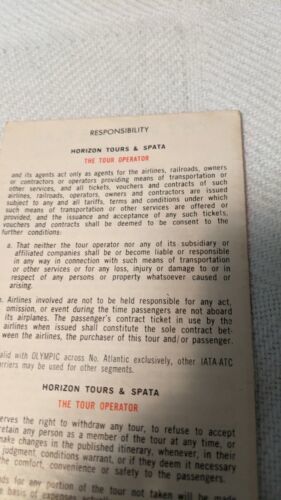 RESPONSIBILITY
HORIZON TOURS & SPATA
THE TOUR OPERATOR
and its agents act only as agents for the airlines, railroads, owners
or contractors or operators providing means of transportation or
other services, and all tickets, vouchers and contracts of such
airlines, railroads, operators, owners and contractors are issued
subject to any and all tariffs, terms and conditions under which
such means of transportation or other services are offered or
provided, and the issuance and acceptance of any such tickets,
vouchers and contracts shall be deemed to be consent to the
further conditions:
a. That neither the tour operator nor any of its subsidiary or
affiliated companies shall be or become liable or responsible
in any way in connection with such means of transportation
or other services or for any loss, injury or damage to or in
respect of any persons or property whatsoever caused or
arising.
Airlines involved are not to be held responsible for any act,
omission, or event during the time passengers are not aboard
its airplanes. The passenger's contract ticket in use by the
airlines when issued shall constitute the sole contract bet-
ween the airlines, the purchaser of this tour and/or passenger.
alid with OLYMPIC across No. Atlantic exclusively, other IATA-ATC
arriers may be used for other segments.
HORIZON TOURS & SPATA
THE TOUR OPERATOR
erves the right to withdraw any tour, to refuse to accept
retain any person as a member of the tour at any time, or
make changes in the published itinerary, whenever, in their
judgment, conditions warrant, or if they deem it necessary
the comfort, convenience or safety to the passengers.
nds for any portion of the tour not taken will be
basis of expenses